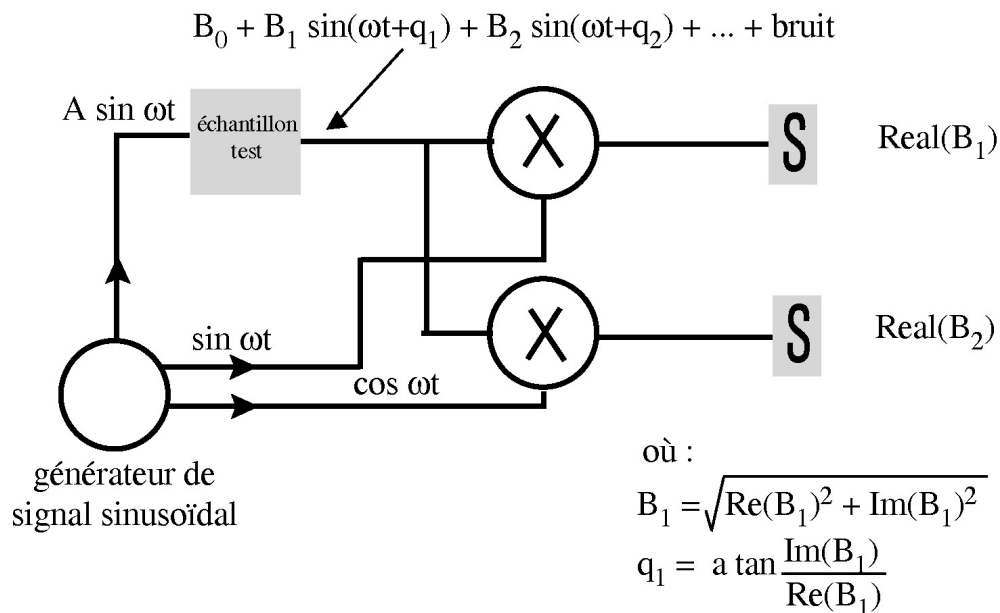 B₀ + B₁ sin(ωt+q₁) + B₂ sin(ωt+q₂) + ... + bruit
A sin ωt
échantillon
test
X
S
Real(B₁)
sin ωt
cos ωt
X
S
Real(B₂)
générateur de
signal sinusoïdal
où :
B₁ = √(Re(B₁)² + Im(B₁)²)
q₁ = a tan Im(B₁)
Re(B₁)